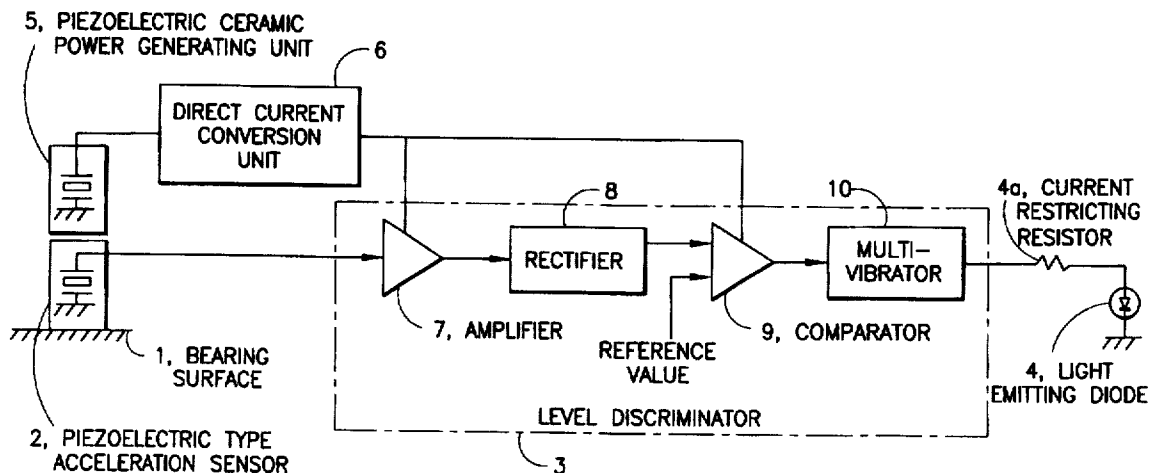 5, PIEZOELECTRIC CERAMIC
POWER GENERATING UNIT
6
DIRECT CURRENT
CONVERSION
UNIT
8
10
4a, CURRENT
RESTRICTING
RESISTOR
RECTIFIER
MULTI-
VIBRATOR
7, AMPLIFIER
9, COMPARATOR
REFERENCE
VALUE
1, BEARING
SURFACE
4, LIGHT
EMITTING DIODE
LEVEL DISCRIMINATOR
2, PIEZOELECTRIC TYPE
ACCELERATION SENSOR
3